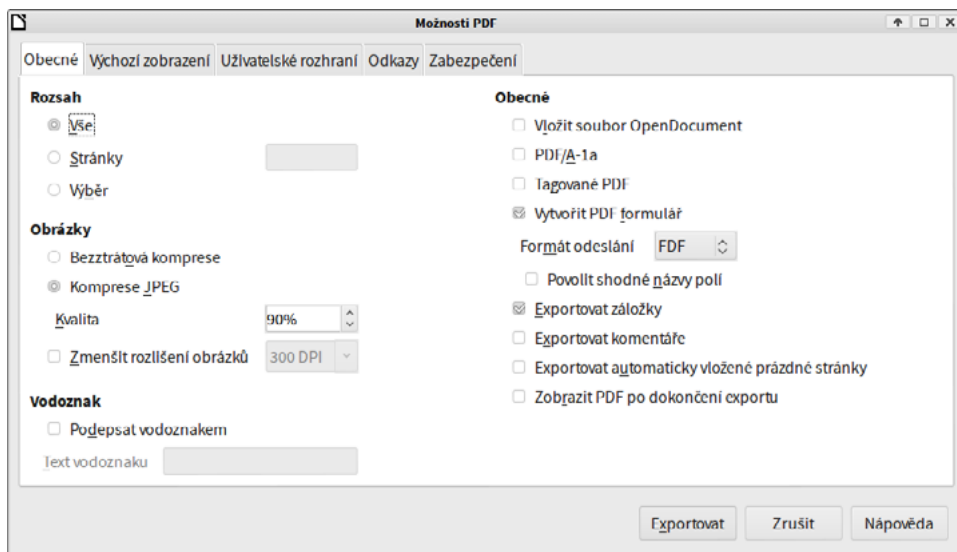 Možnosti PDF
Obecné Výchozí zobrazení Uživatelské rozhraní Odkazy Zabezpečení
Rozsah
Vše
Stránky
Výběr
Obrázky
Bezztrátová komprese
Komprese JPEG
Kvalita 90%
Zmenšit rozlišení obrázků 300 DPI
Vodoznak
Podepsat vodoznakem
Text vodoznaku
Obecné
Vložit soubor OpenDocument
PDF/A-1a
Tagované PDF
Vytvořit PDF formulář
Formát odeslání FDF
Povolit shodné názvy polí
Exportovat záložky
Exportovat komentáře
Exportovat automaticky vložené prázdné stránky
Zobrazit PDF po dokončení exportu
Exportovat Zrušit Nápověda